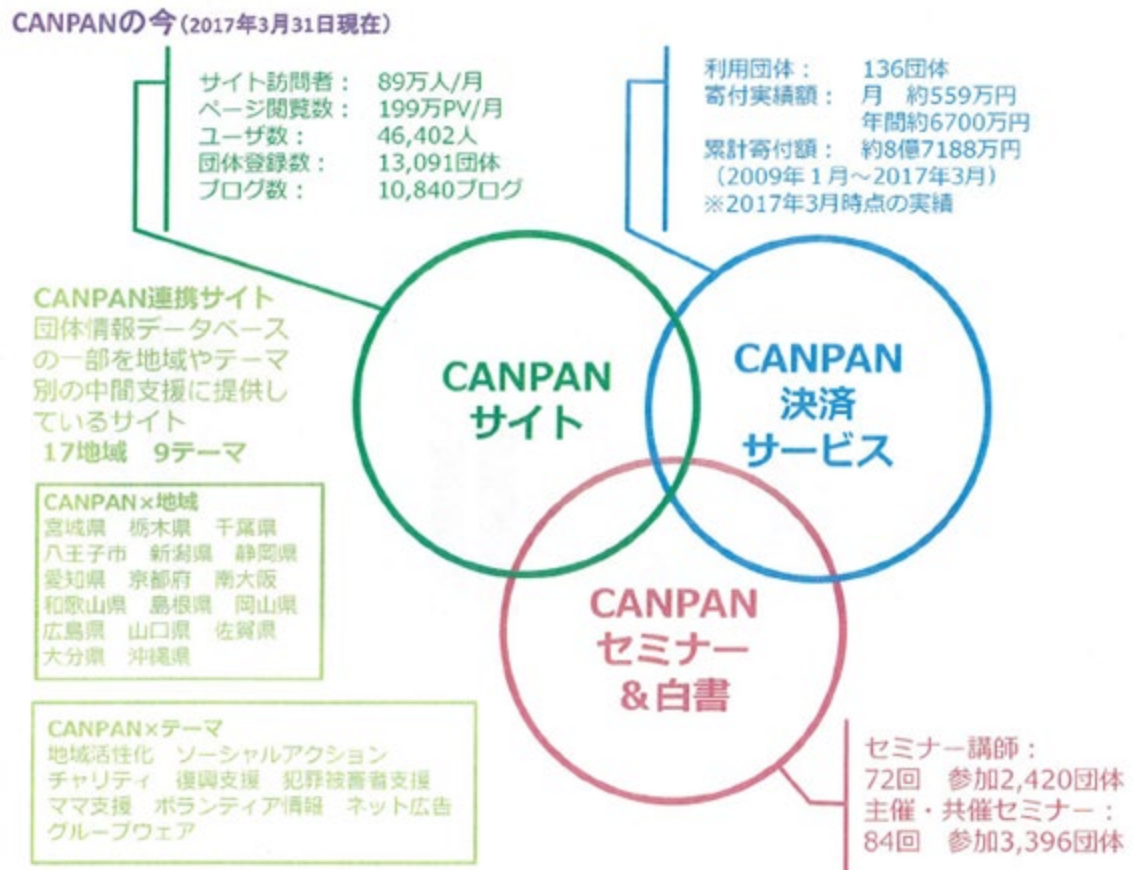 CANPANの今(2017年3月31日現在)
サイト訪問者： 89万人/月
ページ閲覧数： 199万PV/月
ユーザ数： 46,402人
団体登録数： 13,091団体
ブログ数： 10,840ブログ
利用団体： 136団体
寄付実績額： 月 約559万円
年間約6700万円
累計寄付額： 約8億7188万円
（2009年１月～2017年3月）
※2017年3月時点の実績
CANPAN連携サイト
団体情報データベース
の一部を地域やテーマ
別の中間支援に提供し
ているサイト
17地域 9テーマ
CANPAN×地域
宮城県 栃木県 千葉県
八王子市 新潟県 静岡県
愛知県 京都府 南大阪
和歌山県 島根県 岡山県
広島県 山口県 佐賀県
大分県 沖縄県
CANPAN×テーマ
地域活性化 ソーシャルアクション
チャリティ 復興支援 犯罪被害者支援
ママ支援 ボランティア情報 ネット広告
グループウェア
CANPAN
サイト
CANPAN
決済
サービス
CANPAN
セミナー
＆白書
セミナー講師：
72回 参加2,420団体
主催・共催セミナー：
84回 参加3,396団体